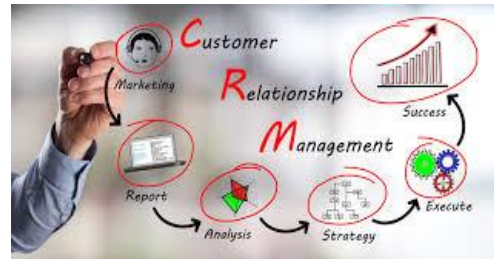 Customer
Relationship
Management
Marketing
Report
Analysis
Strategy
Execute
Success